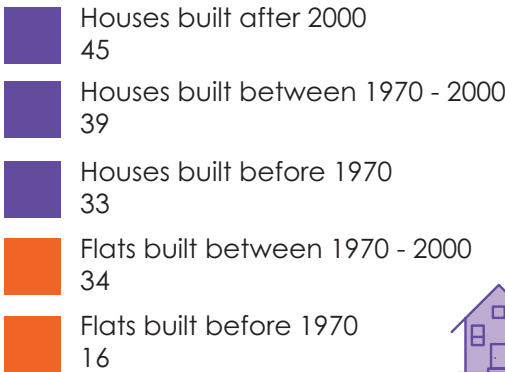 Houses built after 2000
45
Houses built between 1970 - 2000
39
Houses built before 1970
33
Flats built between 1970 - 2000
34
Flats built before 1970
16